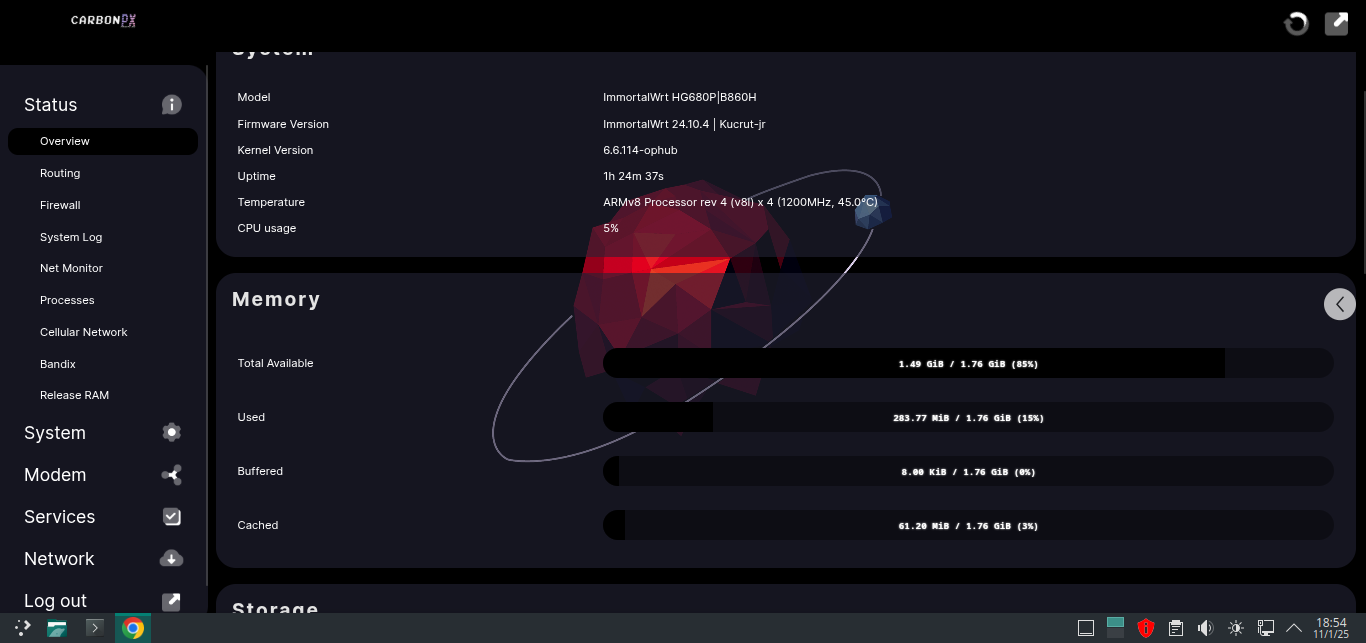 CARBONPX
System
Status
Overview
Routing
Firewall
System Log
Net Monitor
Processes
Cellular Network
Bandix
Release RAM
System
Modem
Services
Network
Log out
Model ImmortalWrt HG680P|B860H
Firmware Version ImmortalWrt 24.10.4 | Kucrut-jr
Kernel Version 6.6.114-ophub
Uptime 1h 24m 37s
Temperature ARMv8 Processor rev 4 (v8l) x 4 (1200MHz, 45.0°C)
CPU usage 5%
Memory
Total Available 1.49 GiB / 1.76 GiB (85%)
Used 283.77 MiB / 1.76 GiB (15%)
Buffered 8.00 KiB / 1.76 GiB (0%)
Cached 61.20 MiB / 1.76 GiB (3%)
Storage
18:54
11/1/25